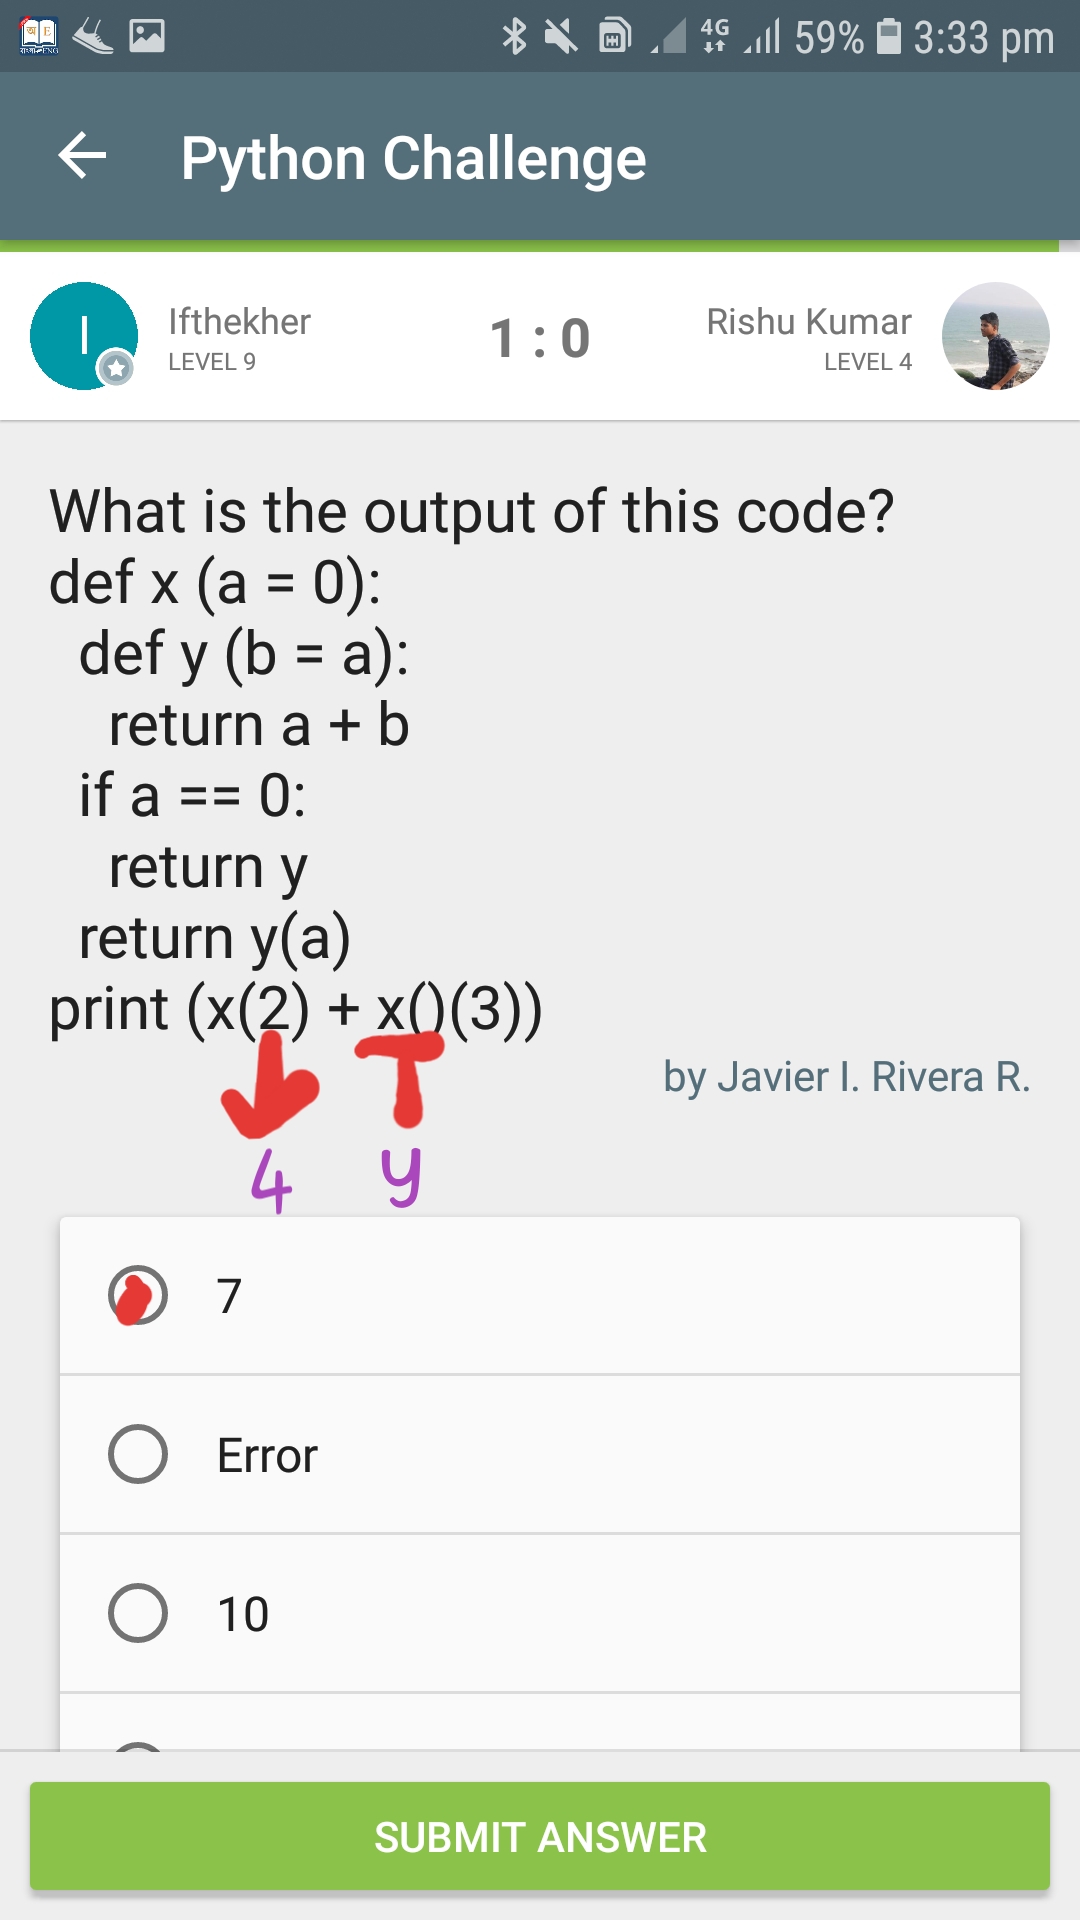 4G 59% 3:33 pm
Python Challenge
Ifthekher
LEVEL 9
1 : 0
Rishu Kumar
LEVEL 4
What is the output of this code?
def x (a = 0):
def y (b = a):
return a + b
if a == 0:
return y
return y(a)
print (x(2) + x()(3))
by Javier I. Rivera R.
4 y
7
Error
10
SUBMIT ANSWER